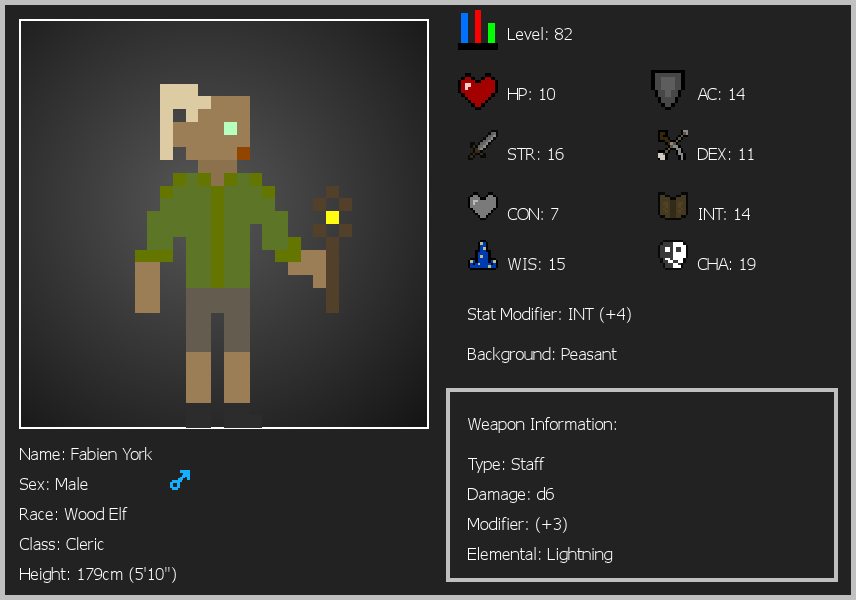 Level: 82
HP: 10
AC: 14
STR: 16
DEX: 11
CON: 7
INT: 14
WIS: 15
CHA: 19
Stat Modifier: INT (+4)
Background: Peasant
Weapon Information:
Type: Staff
Damage: d6
Modifier: (+3)
Elemental: Lightning
Name: Fabien York
Sex: Male
Race: Wood Elf
Class: Cleric
Height: 179cm (5'10")